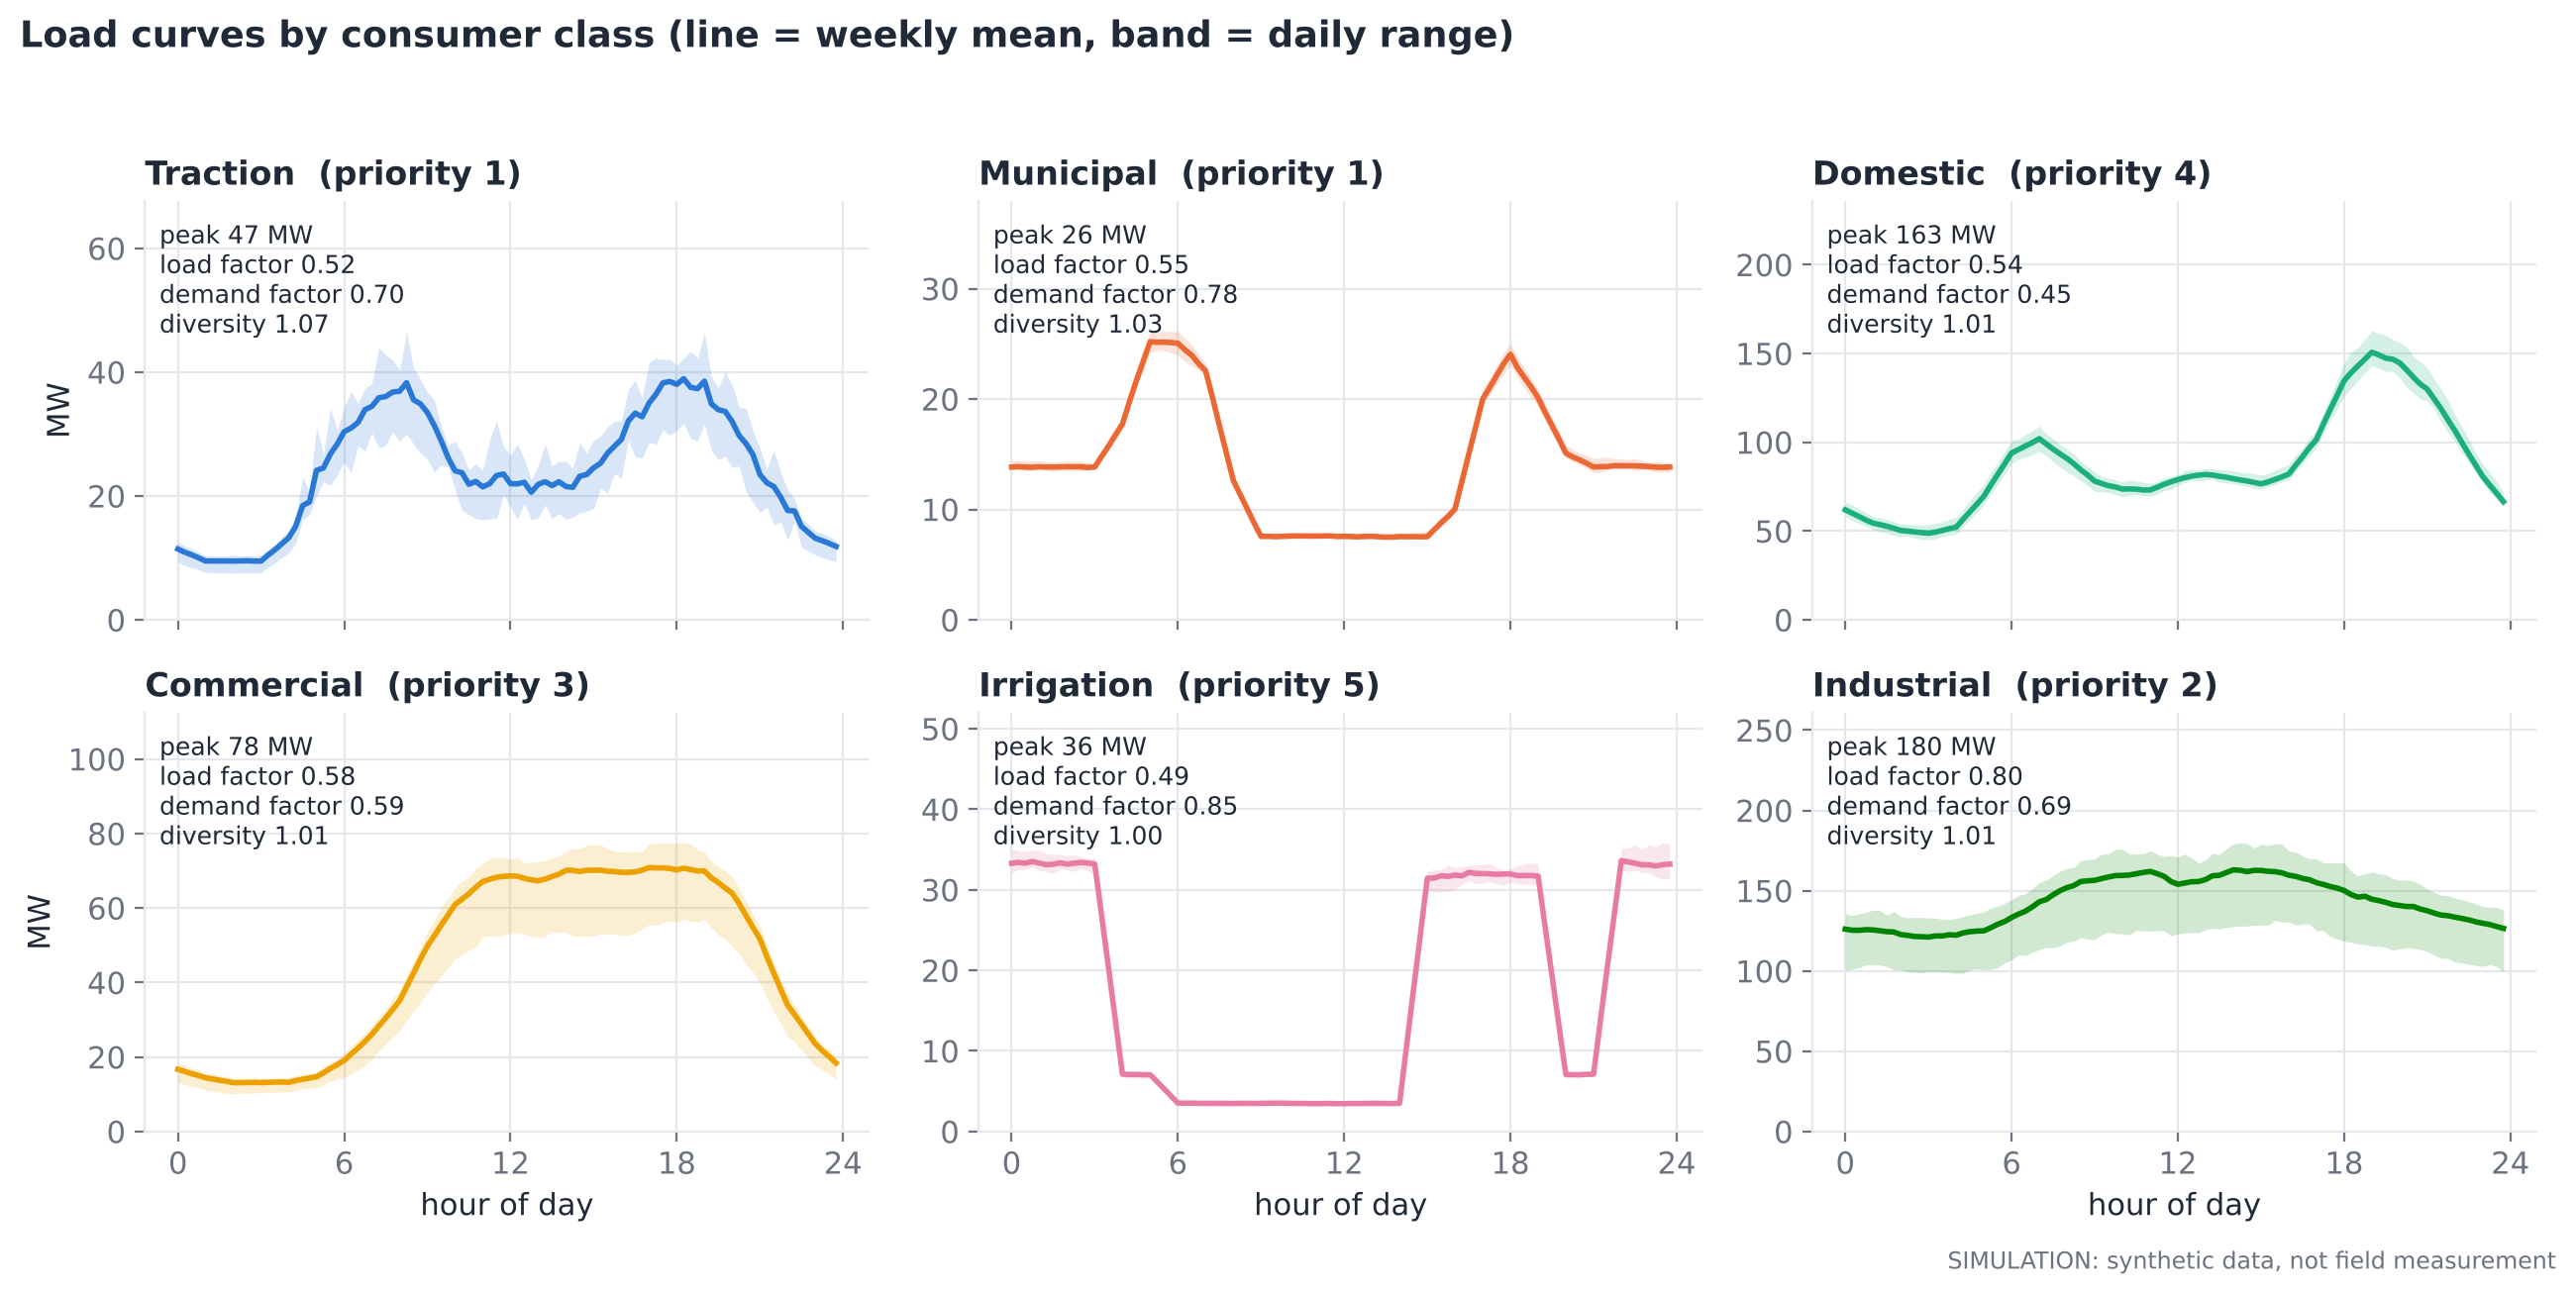 Load curves by consumer class (line = weekly mean, band = daily range)
Traction  (priority 1)
peak 47 MW
load factor 0.52
demand factor 0.70
diversity 1.07
60
40
20
0
MW
Municipal  (priority 1)
peak 26 MW
load factor 0.55
demand factor 0.78
diversity 1.03
30
20
10
0
Domestic  (priority 4)
peak 163 MW
load factor 0.54
demand factor 0.45
diversity 1.01
200
150
100
50
0
Commercial  (priority 3)
peak 78 MW
load factor 0.58
demand factor 0.59
diversity 1.01
100
80
60
40
20
0
MW
0 6 12 18 24
hour of day
Irrigation  (priority 5)
peak 36 MW
load factor 0.49
demand factor 0.85
diversity 1.00
50
40
30
20
10
0
0 6 12 18 24
hour of day
Industrial  (priority 2)
peak 180 MW
load factor 0.80
demand factor 0.69
diversity 1.01
250
200
150
100
50
0
0 6 12 18 24
hour of day
SIMULATION: synthetic data, not field measurement